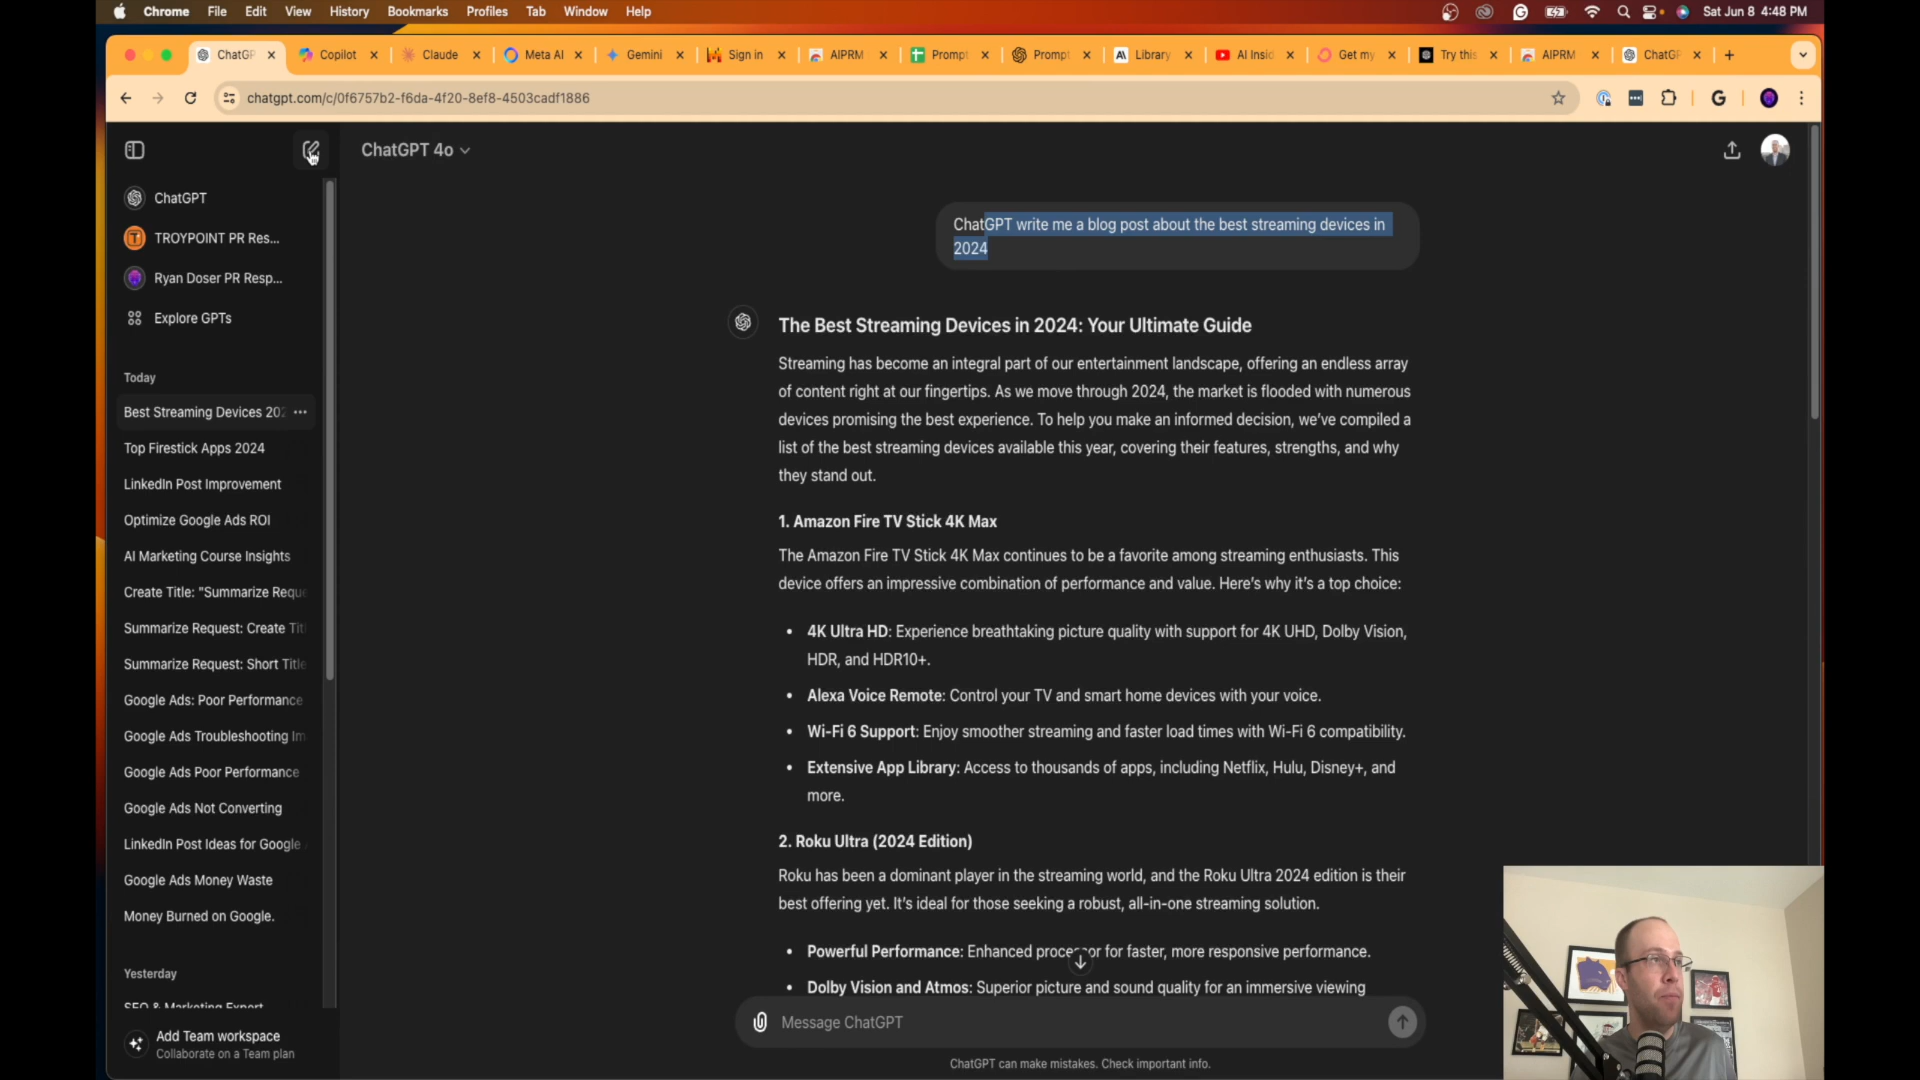 Chrome File Edit View History Bookmarks Profiles Tab Window Help Sat Jun 8 4:48 PM
ChatGP Copilot Claude Meta AI Gemini Sign in AIPRM Prompt Prompt Library AI Insid Get my Try this AIPRM ChatGP
chatgpt.com/c/0f6757b2-f6da-4f20-8ef8-4503cadf1886
ChatGPT 4o
ChatGPT
TROYPOINT PR Res...
Ryan Doser PR Resp...
Explore GPTs
Today
Best Streaming Devices 202
Top Firestick Apps 2024
LinkedIn Post Improvement
Optimize Google Ads ROI
AI Marketing Course Insights
Create Title: "Summarize Reque
Summarize Request: Create Tit
Summarize Request: Short Title
Google Ads: Poor Performance
Google Ads Troubleshooting Im
Google Ads Poor Performance
Google Ads Not Converting
LinkedIn Post Ideas for Google
Google Ads Money Waste
Money Burned on Google.
Yesterday
SEO & Marketing Expert
Add Team workspace
Collaborate on a Team plan
ChatGPT write me a blog post about the best streaming devices in
2024
The Best Streaming Devices in 2024: Your Ultimate Guide
Streaming has become an integral part of our entertainment landscape, offering an endless array
of content right at our fingertips. As we move through 2024, the market is flooded with numerous
devices promising the best experience. To help you make an informed decision, we've compiled a
list of the best streaming devices available this year, covering their features, strengths, and why
they stand out.
1. Amazon Fire TV Stick 4K Max
The Amazon Fire TV Stick 4K Max continues to be a favorite among streaming enthusiasts. This
device offers an impressive combination of performance and value. Here's why it's a top choice:
• 4K Ultra HD: Experience breathtaking picture quality with support for 4K UHD, Dolby Vision,
HDR, and HDR10+.
• Alexa Voice Remote: Control your TV and smart home devices with your voice.
• Wi-Fi 6 Support: Enjoy smoother streaming and faster load times with Wi-Fi 6 compatibility.
• Extensive App Library: Access to thousands of apps, including Netflix, Hulu, Disney+, and
more.
2. Roku Ultra (2024 Edition)
Roku has been a dominant player in the streaming world, and the Roku Ultra 2024 edition is their
best offering yet. It's ideal for those seeking a robust, all-in-one streaming solution.
• Powerful Performance: Enhanced processor for faster, more responsive performance.
• Dolby Vision and Atmos: Superior picture and sound quality for an immersive viewing
Message ChatGPT
ChatGPT can make mistakes. Check important info.